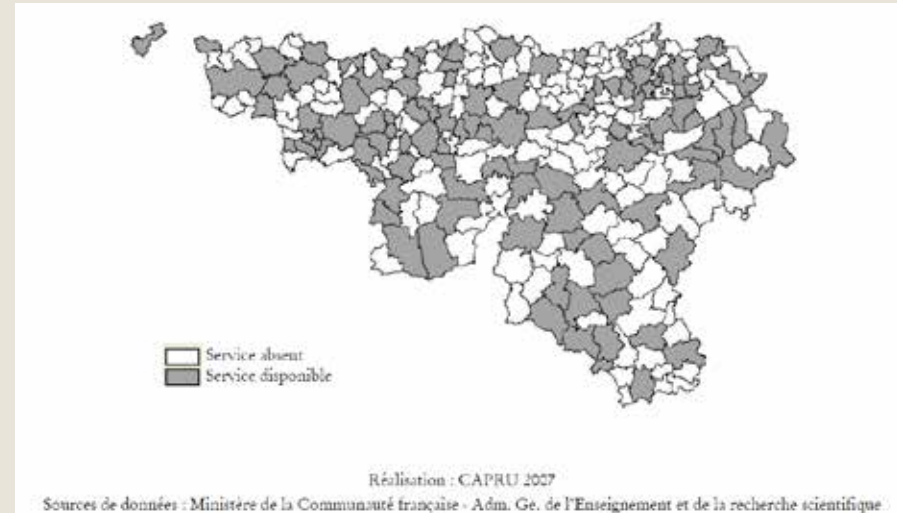 Service absent
Service disponible
Réalisation : CAPRU 2007
Sources de données : Ministère de la Communauté française - Adm. Ge. de l'Enseignement et de la recherche scientifique